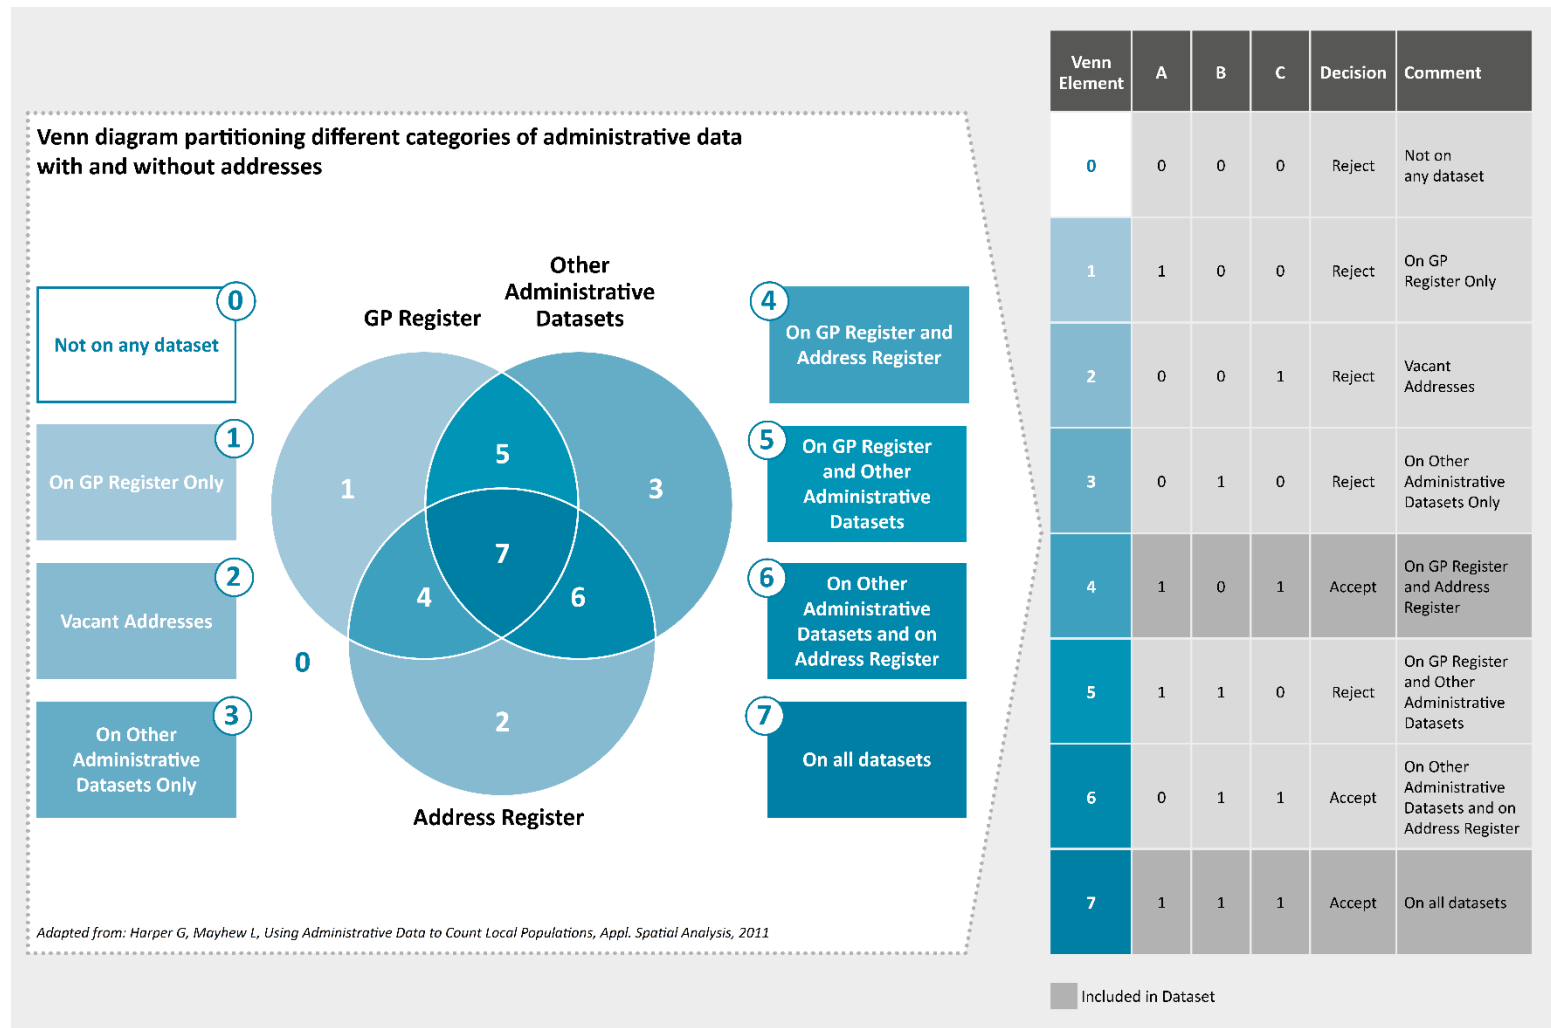 Venn diagram partitioning different categories of administrative data
with and without addresses
0
Not on any dataset
1
On GP Register Only
2
Vacant Addresses
3
On Other
Administrative
Datasets Only
GP Register
Other
Administrative
Datasets
1
5
3
7
4
6
0
2
Address Register
4
On GP Register and
Address Register
5
On GP Register
and Other
Administrative
Datasets
6
On Other
Administrative
Datasets and on
Address Register
7
On all datasets
Adapted from: Harper G, Mayhew L, Using Administrative Data to Count Local Populations, Appl. Spatial Analysis, 2011
Venn
Element A B C Decision Comment
0 0 0 0 Reject Not on
any dataset
1 1 0 0 Reject On GP
Register Only
2 0 0 1 Reject Vacant
Addresses
3 0 1 0 Reject On Other
Administrative
Datasets Only
4 1 0 1 Accept On GP Register
and Address
Register
5 1 1 0 Reject On GP Register
and Other
Administrative
Datasets
6 0 1 1 Accept On Other
Administrative
Datasets and on
Address Register
7 1 1 1 Accept On all datasets
Included in Dataset